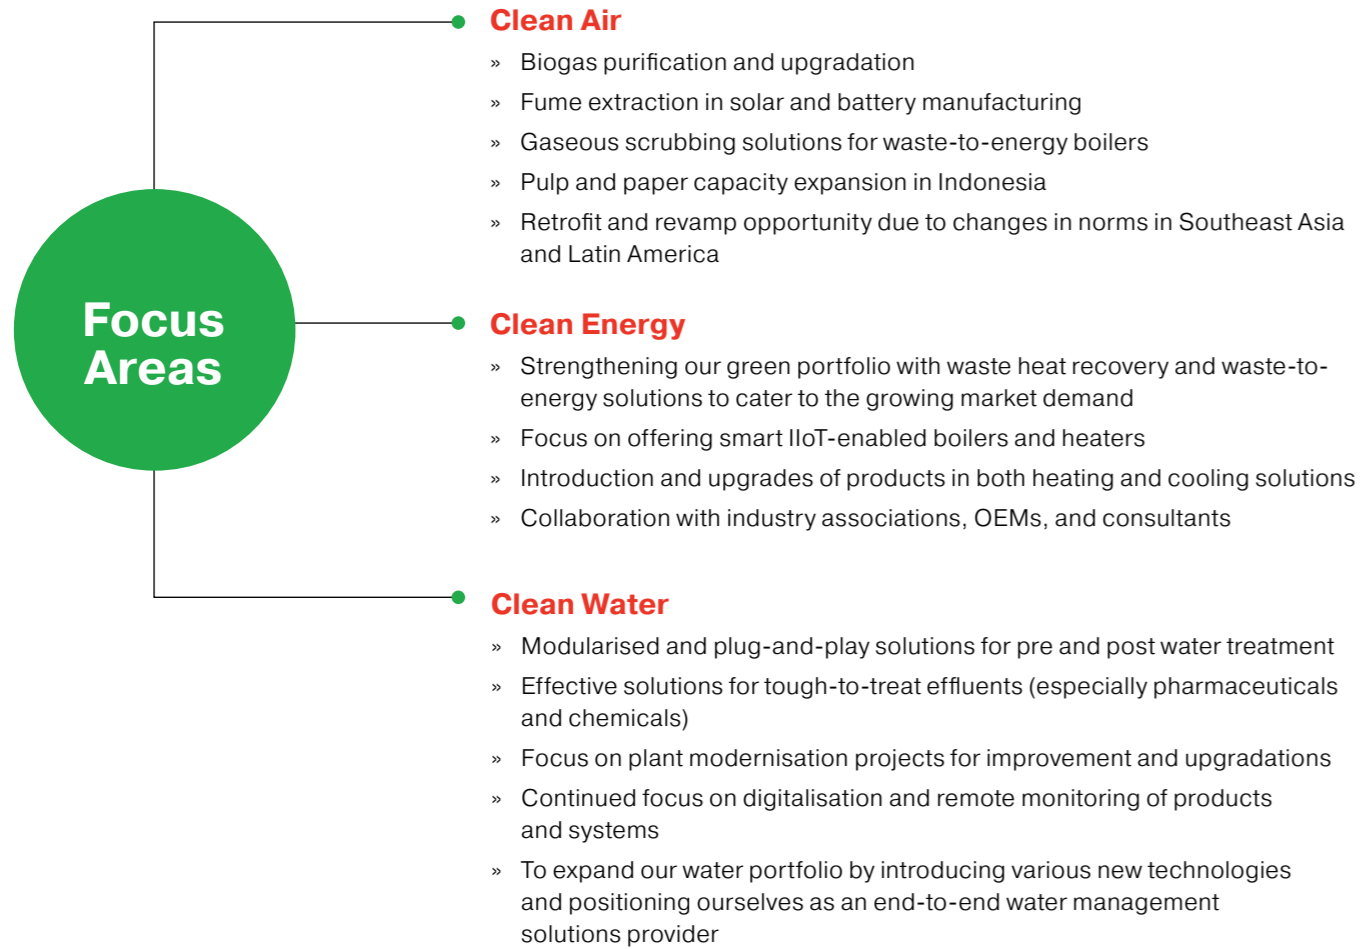 Focus
Areas
Clean Air
» Biogas purification and upgradation
» Fume extraction in solar and battery manufacturing
» Gaseous scrubbing solutions for waste-to-energy boilers
» Pulp and paper capacity expansion in Indonesia
» Retrofit and revamp opportunity due to changes in norms in Southeast Asia
and Latin America
Clean Energy
» Strengthening our green portfolio with waste heat recovery and waste-to-
energy solutions to cater to the growing market demand
» Focus on offering smart IIoT-enabled boilers and heaters
» Introduction and upgrades of products in both heating and cooling solutions
» Collaboration with industry associations, OEMs, and consultants
Clean Water
» Modularised and plug-and-play solutions for pre and post water treatment
» Effective solutions for tough-to-treat effluents (especially pharmaceuticals
and chemicals)
» Focus on plant modernisation projects for improvement and upgradations
» Continued focus on digitalisation and remote monitoring of products
and systems
» To expand our water portfolio by introducing various new technologies
and positioning ourselves as an end-to-end water management
solutions provider